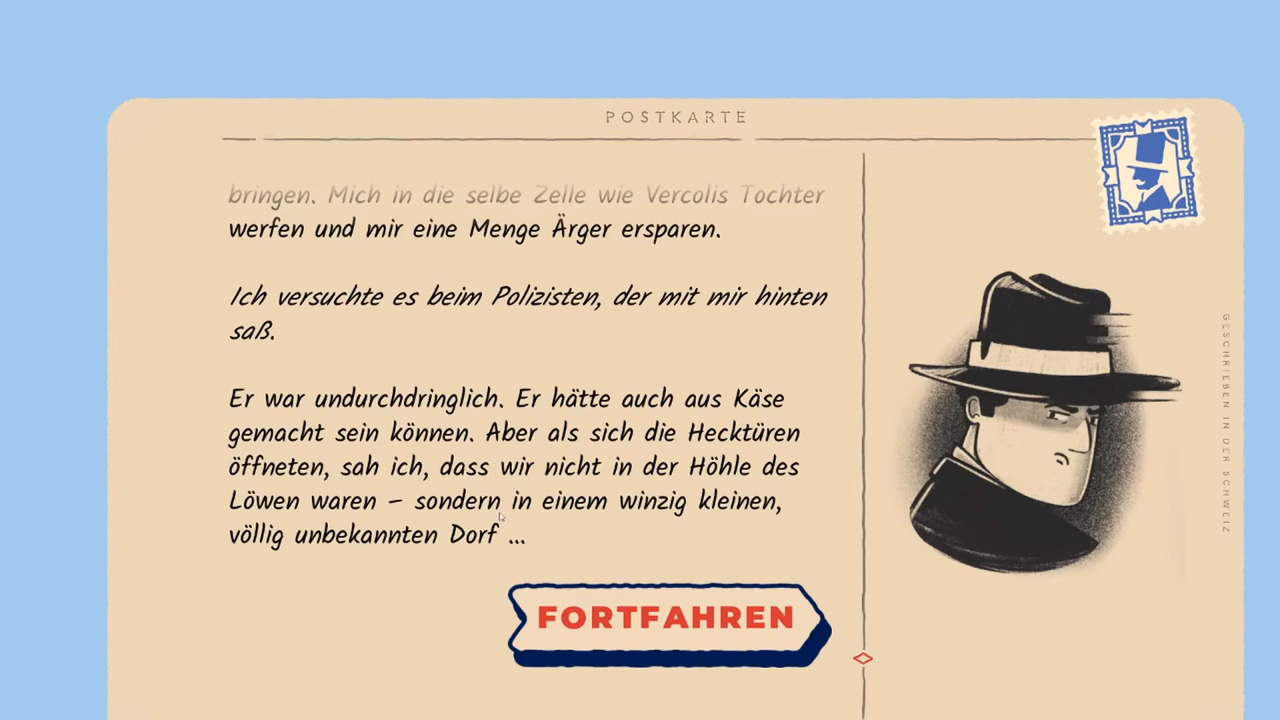 POSTKARTE
bringen. Mich in die selbe Zelle wie Vercolis Tochter
werfen und mir eine Menge Ärger ersparen.
Ich versuchte es beim Polizisten, der mit mir hinten
saß.
Er war undurchdringlich. Er hätte auch aus Käse
gemacht sein können. Aber als sich die Hecktüren
öffneten, sah ich, dass wir nicht in der Höhle des
Löwen waren – sondern in einem winzig kleinen,
völlig unbekannten Dorf ...
FORTFAHREN
GESCHRIEBEN IN DER SCHWEIZ